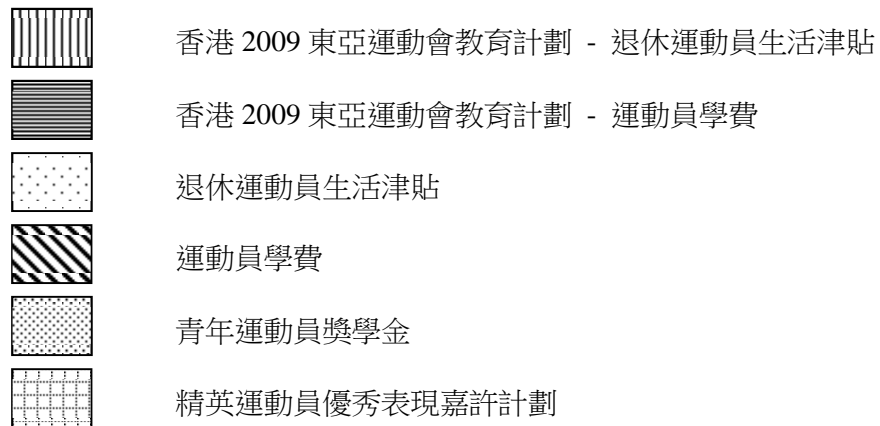 香港 2009 東亞運動會教育計劃 - 退休運動員生活津貼
香港 2009 東亞運動會教育計劃 - 運動員學費
退休運動員生活津貼
運動員學費
青年運動員獎學金
精英運動員優秀表現嘉許計劃